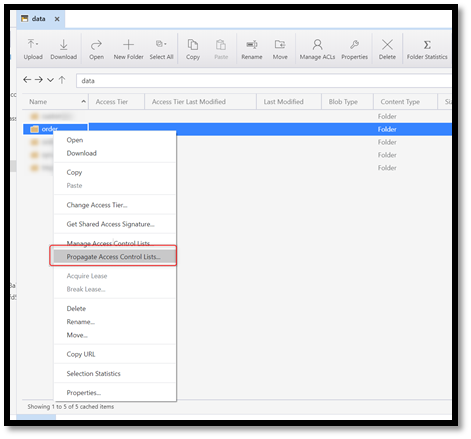 data
Upload Download Open New Folder Select All Copy Paste Rename Move Manage ACLs Properties Delete Folder Statistics
data
Name Access Tier Access Tier Last Modified Last Modified Blob Type Content Type
Folder
order Folder
Folder
Folder
Folder
Open
Download
Copy
Paste
Change Access Tier...
Get Shared Access Signature...
Manage Access Control Lists...
Propagate Access Control Lists...
Acquire Lease
Break Lease...
Delete
Rename...
Move...
Copy URL
Selection Statistics
Properties...
Showing 1 to 5 of 5 cached items